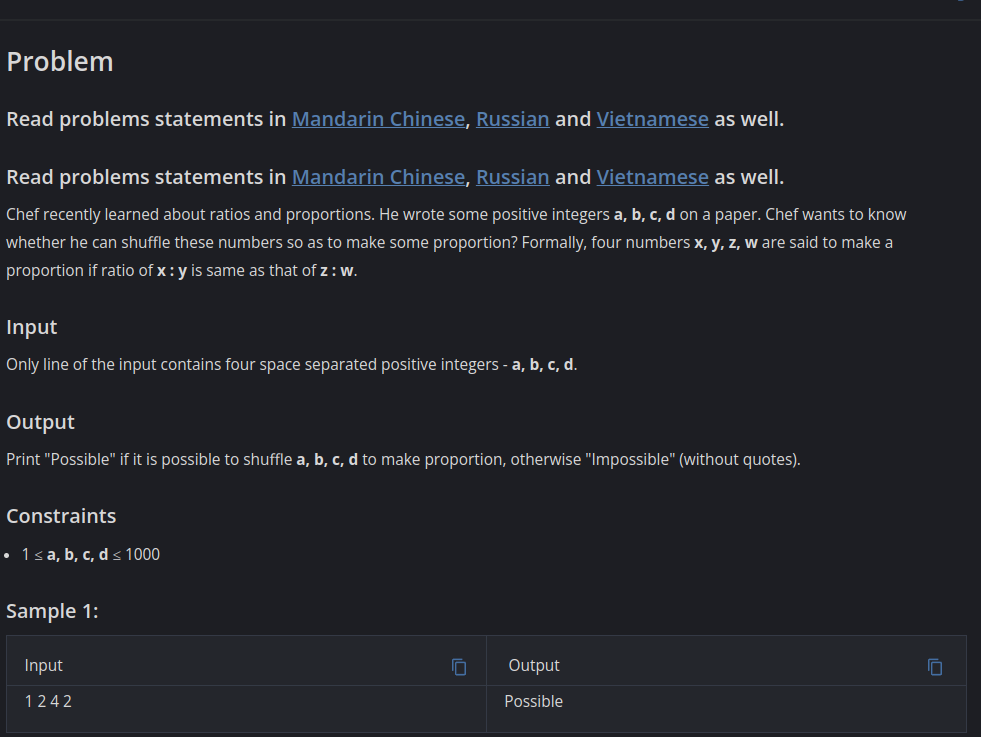 Problem
Read problems statements in Mandarin Chinese, Russian and Vietnamese as well.
Read problems statements in Mandarin Chinese, Russian and Vietnamese as well.
Chef recently learned about ratios and proportions. He wrote some positive integers a, b, c, d on a paper. Chef wants to know
whether he can shuffle these numbers so as to make some proportion? Formally, four numbers x, y, z, w are said to make a
proportion if ratio of x : y is same as that of z : w.
Input
Only line of the input contains four space separated positive integers - a, b, c, d.
Output
Print "Possible" if it is possible to shuffle a, b, c, d to make proportion, otherwise "Impossible" (without quotes).
Constraints
• 1 ≤ a, b, c, d ≤ 1000
Sample 1:
Input
Output
1 2 4 2
Possible